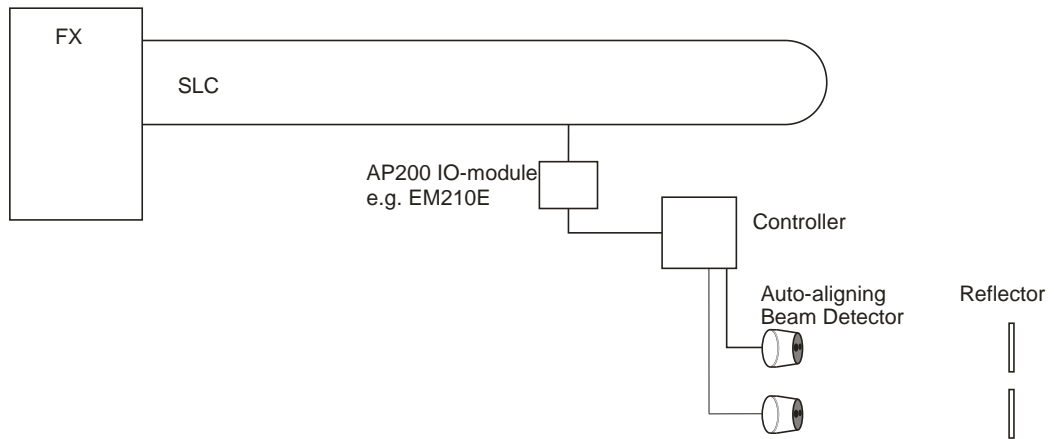 FX
SLC
AP200 IO-module
e.g. EM210E
Controller
Auto-aligning
Beam Detector
Reflector